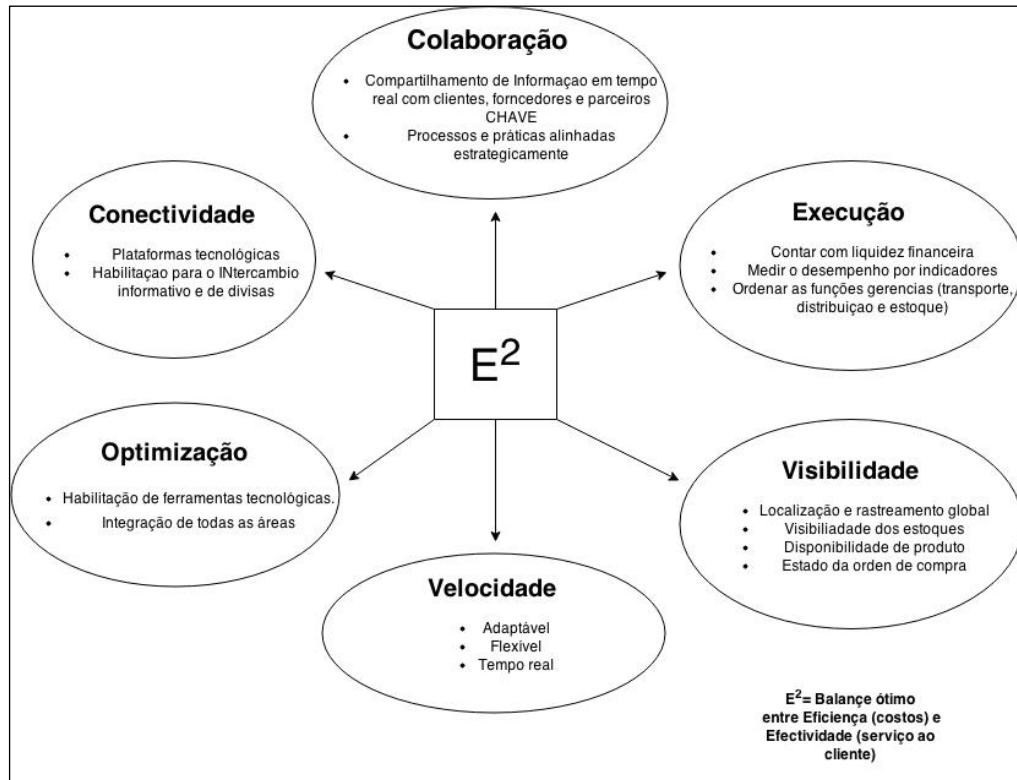 Colaboração
• Compartilhamento de Informaçao em tempo
real com clientes, forncedores e parceiros
CHAVE
• Processos e práticas alinhadas
estrategicamente
Conectividade
• Plataformas tecnológicas
• Habilitaçao para o INtercambio
informativo e de divisas
Execução
• Contar com liquidez financeira
• Medir o desempenho por indicadores
• Ordenar as funções gerencias (transporte,
distribuiçao e estoque)
E²
Optimização
• Habilitação de ferramentas tecnológicas.
• Integração de todas as áreas
Visibilidade
• Localização e rastreamento global
• Visibiliadade dos estoques
• Disponibilidade de produto
• Estado da orden de compra
Velocidade
• Adaptável
• Flexivel
• Tempo real
E²= Balançe ótimo
entre Eficiença (costos) e
Efectividade (serviço ao
cliente)